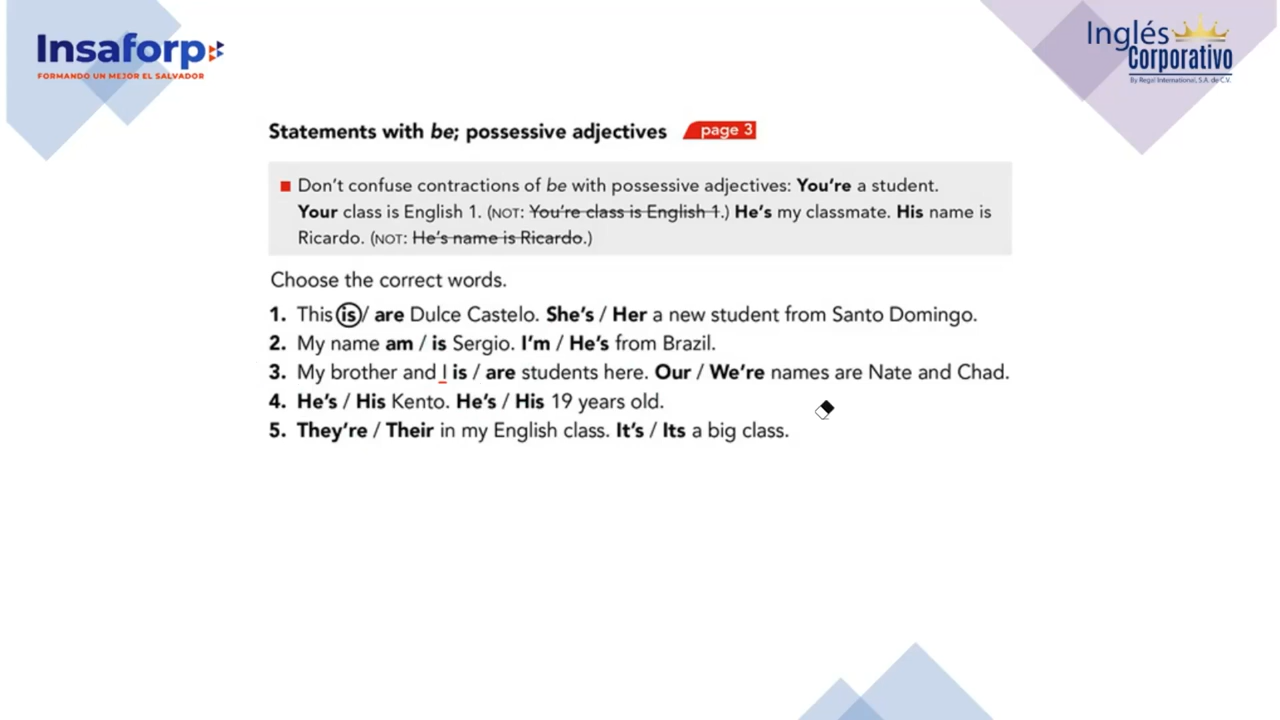 Insaforp
FORMANDO UN MEJOR EL SALVADOR
Inglés
Corporativo
By Regal International, S.A. de C.V.
Statements with be; possessive adjectives page 3
Don't confuse contractions of be with possessive adjectives: You're a student.
Your class is English 1. (NOT: You're class is English 1.) He's my classmate. His name is
Ricardo. (NOT: He's name is Ricardo.)
Choose the correct words.
1. This is / are Dulce Castelo. She's / Her a new student from Santo Domingo.
2. My name am / is Sergio. I'm / He's from Brazil.
3. My brother and I is / are students here. Our / We're names are Nate and Chad.
4. He's / His Kento. He's / His 19 years old.
5. They're / Their in my English class. It's / Its a big class.